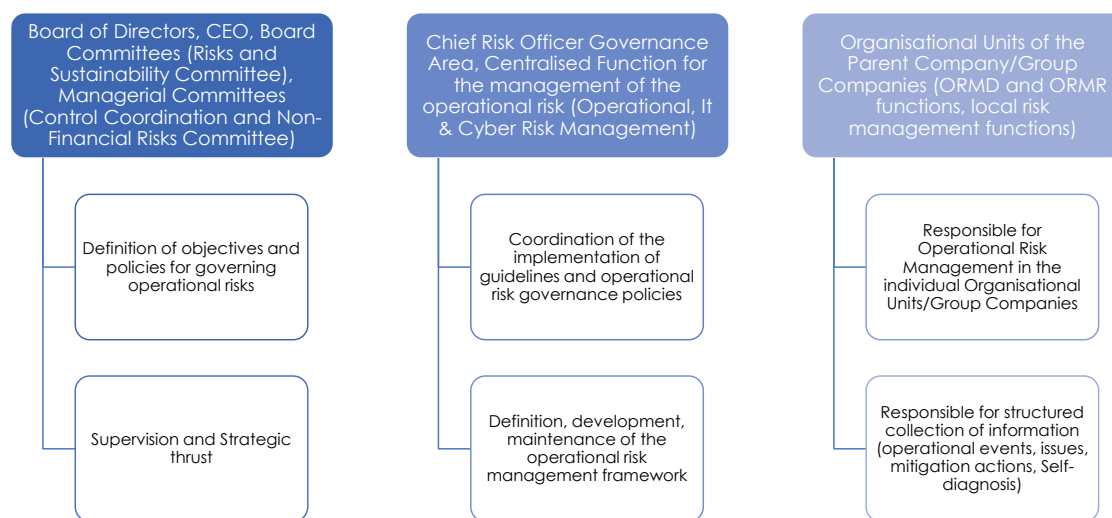 Board of Directors, CEO, Board
Committees (Risks and
Sustainability Committee),
Managerial Committees
(Control Coordination and Non-
Financial Risks Committee)
Definition of objectives and
policies for governing
operational risks
Supervision and Strategic
thrust
Chief Risk Officer Governance
Area, Centralised Function for
the management of the
operational risk (Operational, It
& Cyber Risk Management)
Coordination of the
implementation of
guidelines and operational
risk governance policies
Definition, development,
maintenance of the
operational risk
management framework
Organisational Units of the
Parent Company/Group
Companies (ORMD and ORMR
functions, local risk
management functions)
Responsible for
Operational Risk
Management in the
individual Organisational
Units/Group Companies
Responsible for structured
collection of information
(operational events, issues,
mitigation actions, Self-
diagnosis)